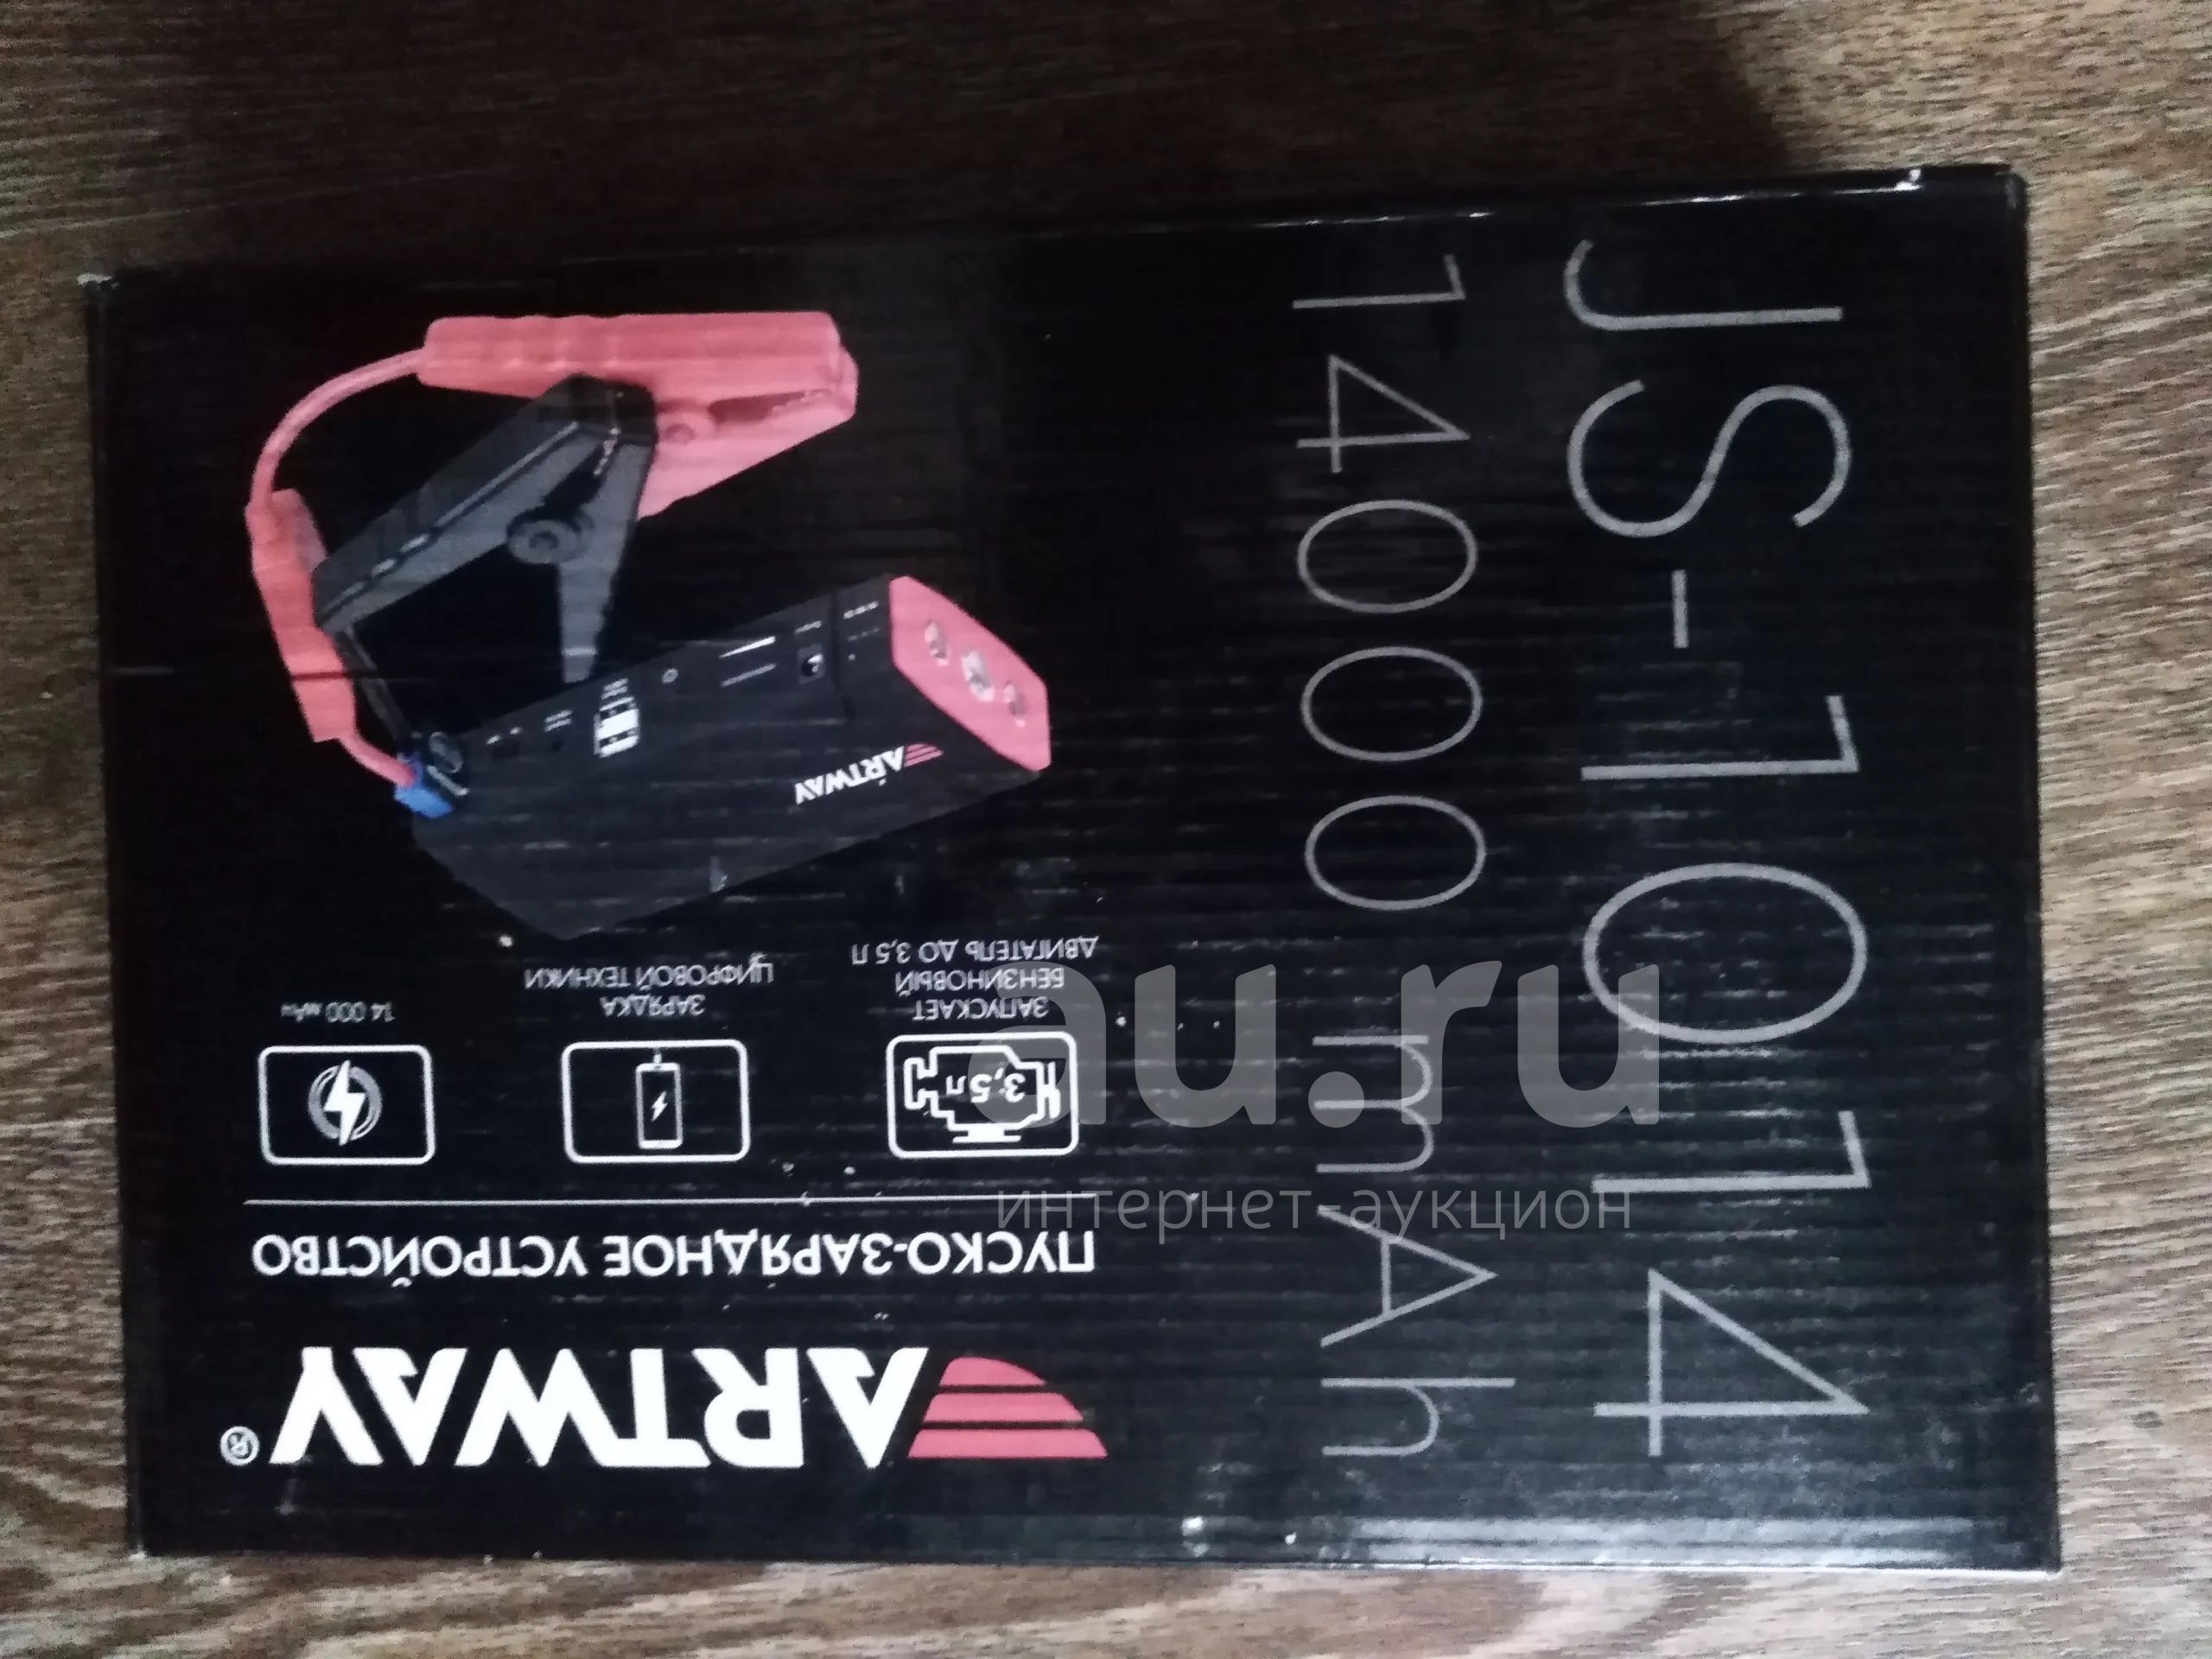 ARTWAY®
ПУСКО-ЗАРЯДНОЕ УСТРОЙСТВО
3,5 л
ЗАПУСКАЕТ
БЕНЗИНОВЫЙ
ДВИГАТЕЛЬ ДО 3,5 Л
ЗАРЯДКА
ЦИФРОВОЙ ТЕХНИКИ
14 000 мАч
ARTWAY
JS-1014
14000 mAh
au.ru
интернет-аукцион